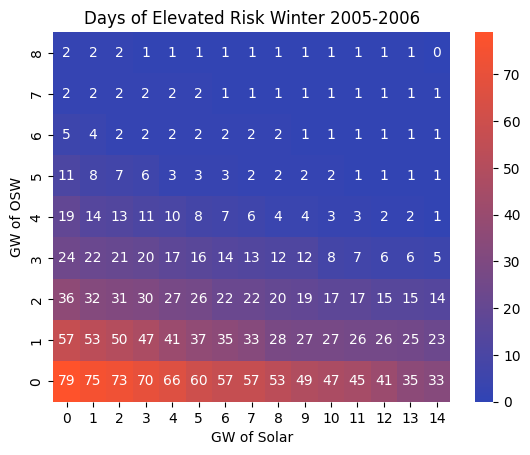 Days of Elevated Risk Winter 2005-2006
8 2 2 2 1 1 1 1 1 1 1 1 1 1 1 0
7 2 2 2 2 2 2 1 1 1 1 1 1 1 1 1
6 5 4 2 2 2 2 2 2 2 1 1 1 1 1 1
5 11 8 7 6 3 3 3 2 2 2 2 1 1 1 1
4 19 14 13 11 10 8 7 6 4 4 3 3 2 2 1
3 24 22 21 20 17 16 14 13 12 12 8 7 6 6 5
2 36 32 31 30 27 26 22 22 20 19 17 17 15 15 14
1 57 53 50 47 41 37 35 33 28 27 27 26 26 25 23
0 79 75 73 70 66 60 57 57 53 49 47 45 41 35 33
0 1 2 3 4 5 6 7 8 9 10 11 12 13 14
GW of Solar
GW of OSW
70
60
50
40
30
20
10
0